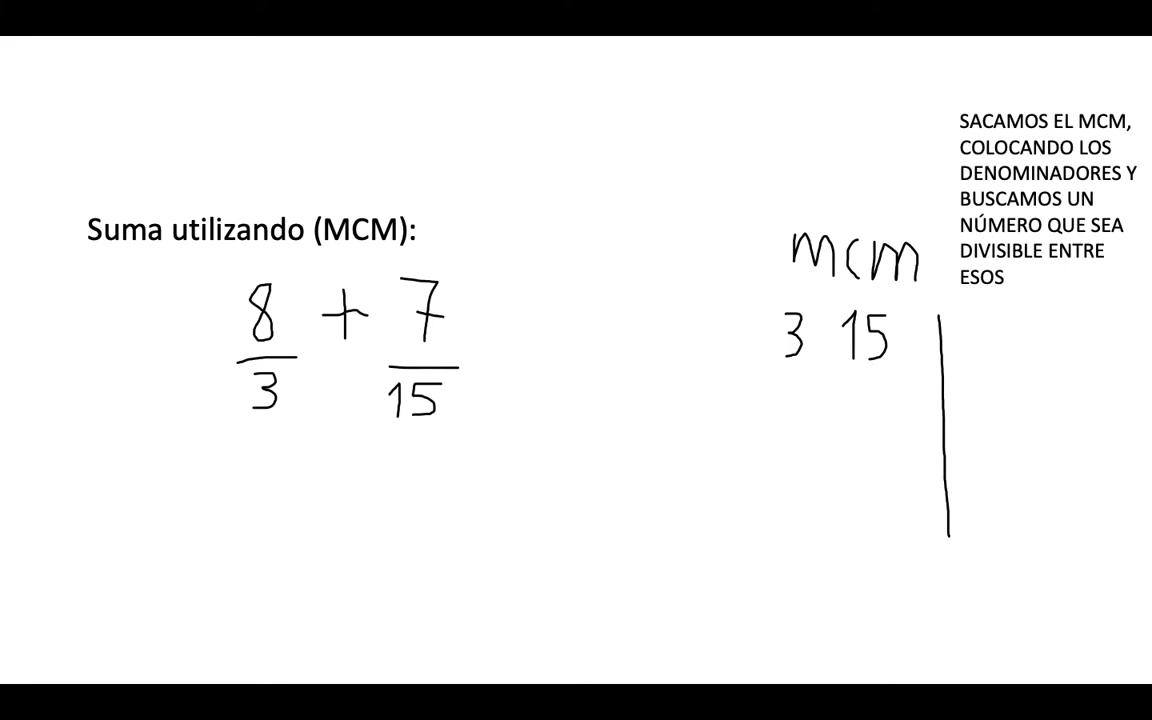 Suma utilizando (MCM):
8 + 7
3 15
mcm
3 15
SACAMOS EL MCM,
COLOCANDO LOS
DENOMINADORES Y
BUSCAMOS UN
NÚMERO QUE SEA
DIVISIBLE ENTRE
ESOS